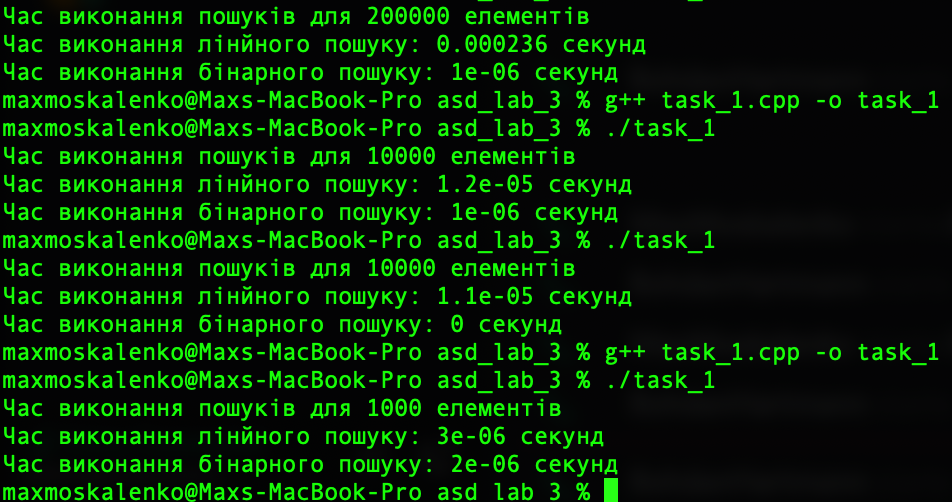 Час виконання пошуків для 200000 елементів
Час виконання лінйного пошуку: 0.000236 секунд
Час виконання бінарного пошуку: 1e-06 секунд
maxmoskalenko@Maxs-MacBook-Pro asd_lab_3 % g++ task_1.cpp -o task_1
maxmoskalenko@Maxs-MacBook-Pro asd_lab_3 % ./task_1
Час виконання пошуків для 10000 елементів
Час виконання лінйного пошуку: 1.2e-05 секунд
Час виконання бінарного пошуку: 1e-06 секунд
maxmoskalenko@Maxs-MacBook-Pro asd_lab_3 % ./task_1
Час виконання пошуків для 10000 елементів
Час виконання лінйного пошуку: 1.1e-05 секунд
Час виконання бінарного пошуку: 0 секунд
maxmoskalenko@Maxs-MacBook-Pro asd_lab_3 % g++ task_1.cpp -o task_1
maxmoskalenko@Maxs-MacBook-Pro asd_lab_3 % ./task_1
Час виконання пошуків для 1000 елементів
Час виконання лінйного пошуку: 3e-06 секунд
Час виконання бінарного пошуку: 2e-06 секунд
maxmoskalenko@Maxs-MacBook-Pro asd_lab_3 %